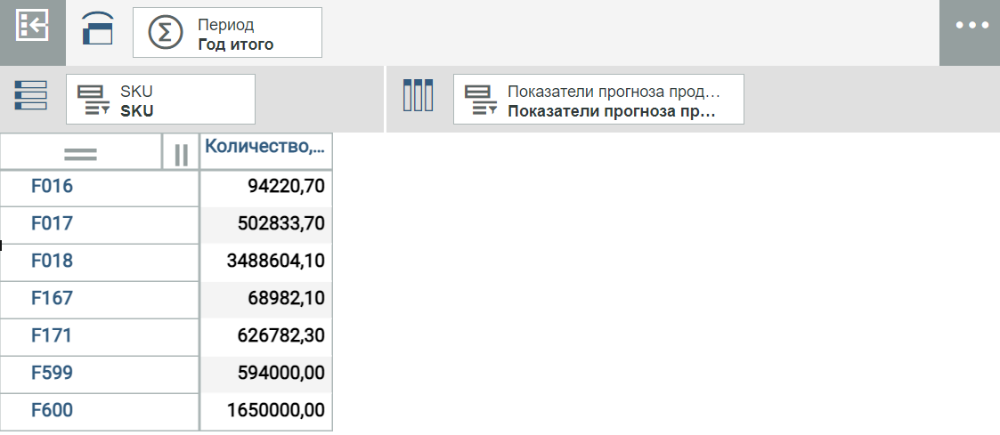 Период
Год итого
SKU
SKU
Показатели прогноза прод...
Показатели прогноза пр...
Количество,...
F016 94220,70
F017 502833,70
F018 3488604,10
F167 68982,10
F171 626782,30
F599 594000,00
F600 1650000,00